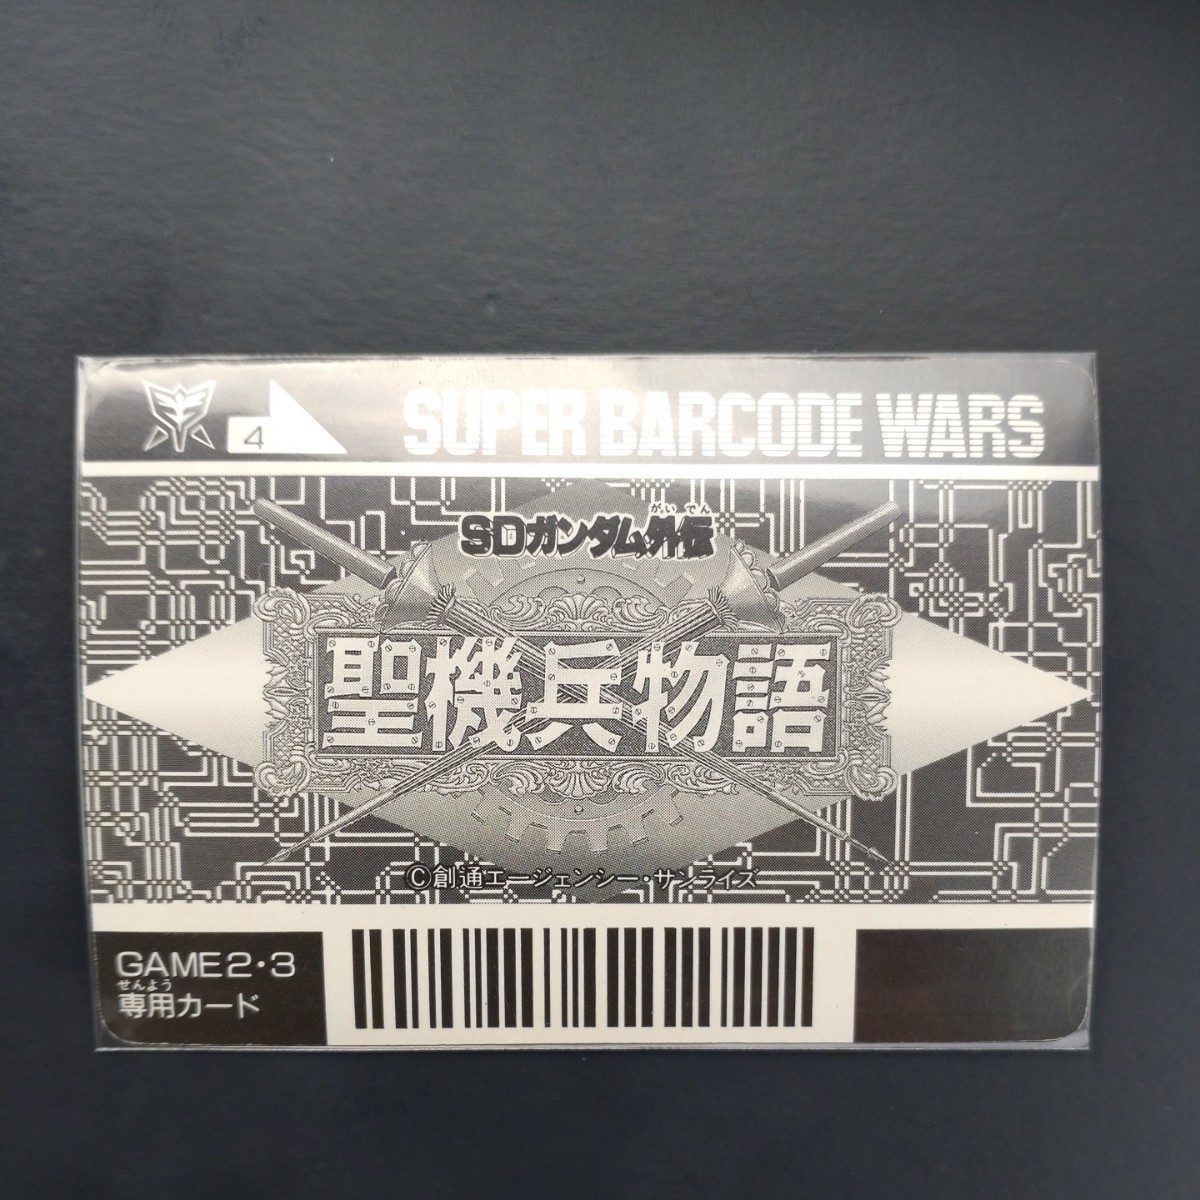 4
SUPER BARCODE WARS
がいでん
SDガンダム外伝
聖機兵物語
©創通エージェンシー・サンライズ
GAME2・3
せんよう
専用カード